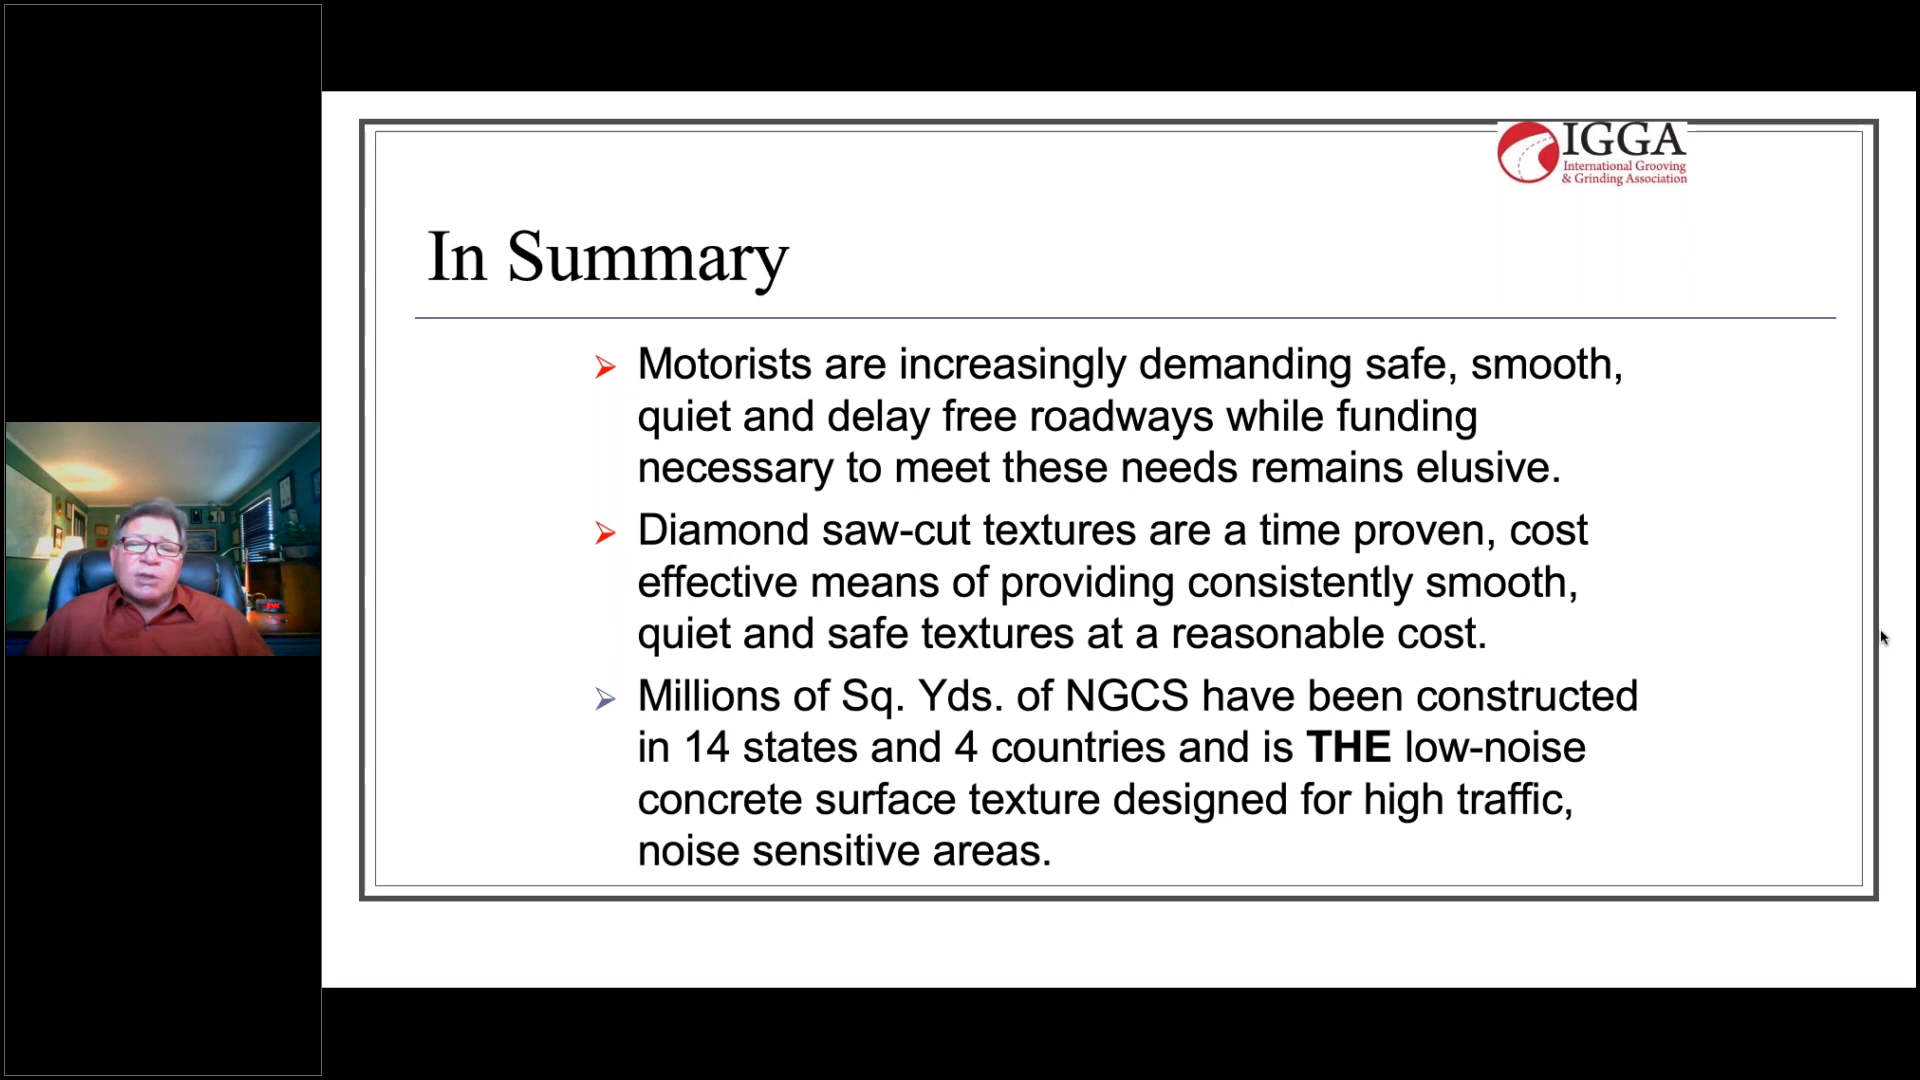 IGGA
International Grooving
& Grinding Association
In Summary
Motorists are increasingly demanding safe, smooth,
quiet and delay free roadways while funding
necessary to meet these needs remains elusive.
Diamond saw-cut textures are a time proven, cost
effective means of providing consistently smooth,
quiet and safe textures at a reasonable cost.
Millions of Sq. Yds. of NGCS have been constructed
in 14 states and 4 countries and is THE low-noise
concrete surface texture designed for high traffic,
noise sensitive areas.